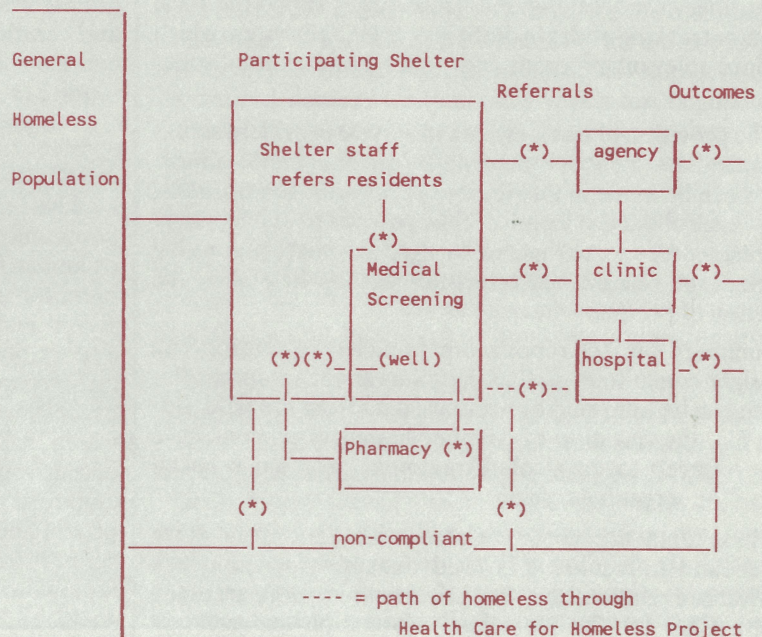 General
Homeless
Population
Participating Shelter
Referrals
Outcomes
Shelter staff
refers residents
(*)
Medical
Screening
(*)(*)
(well)
Pharmacy (*)
(*)
agency
(*)
(*)
clinic
(*)
(*)
hospital
(*)
(*)
(*)
non-compliant
---- = path of homeless through
Health Care for Homeless Project